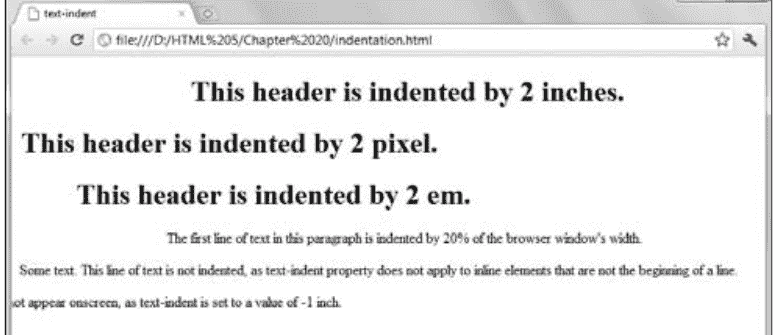 text-indent
file:///D:/HTML%205/Chapter%2020/indentation.html
This header is indented by 2 inches.
This header is indented by 2 pixel.
This header is indented by 2 em.
The first line of text in this paragraph is indented by 20% of the browser window's width.
Some text. This line of text is not indented, as text-indent property does not apply to inline elements that are not the beginning of a line.
ot appear onscreen, as text-indent is set to a value of -1 inch.